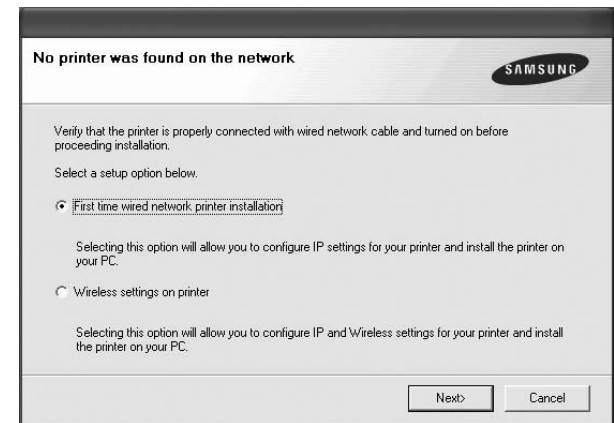 No printer was found on the network
SAMSUNG
Verify that the printer is properly connected with wired network cable and turned on before
proceeding installation.
Select a setup option below.
First time wired network printer installation
Selecting this option will allow you to configure IP settings for your printer and install the printer on
your PC.
Wireless settings on printer
Selecting this option will allow you to configure IP and Wireless settings for your printer and install
the printer on your PC.
Next>
Cancel